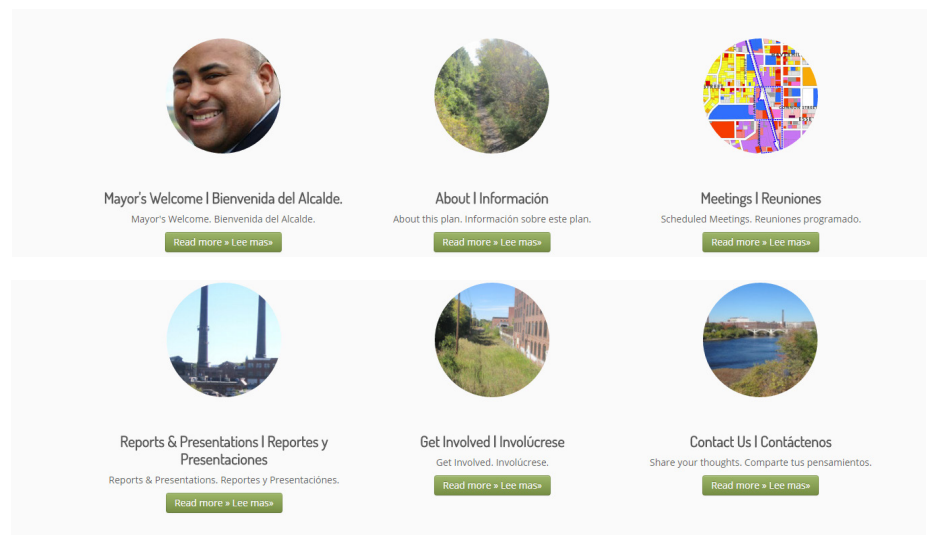 Mayor's Welcome | Bienvenida del Alcalde.
Mayor's Welcome. Bienvenida del Alcalde.
Read more » Lee mas»
About | Información
About this plan. Información sobre este plan.
Read more » Lee mas»
Meetings | Reuniones
Scheduled Meetings. Reuniones programado.
Read more » Lee mas»
Reports & Presentations | Reportes y
Presentaciones
Reports & Presentations. Reportes y Presentaciónes.
Read more » Lee mas»
Get Involved | Involúcrese
Get Involved. Involúcrese.
Read more » Lee mas»
Contact Us | Contáctenos
Share your thoughts. Comparte tus pensamientos.
Read more » Lee mas»